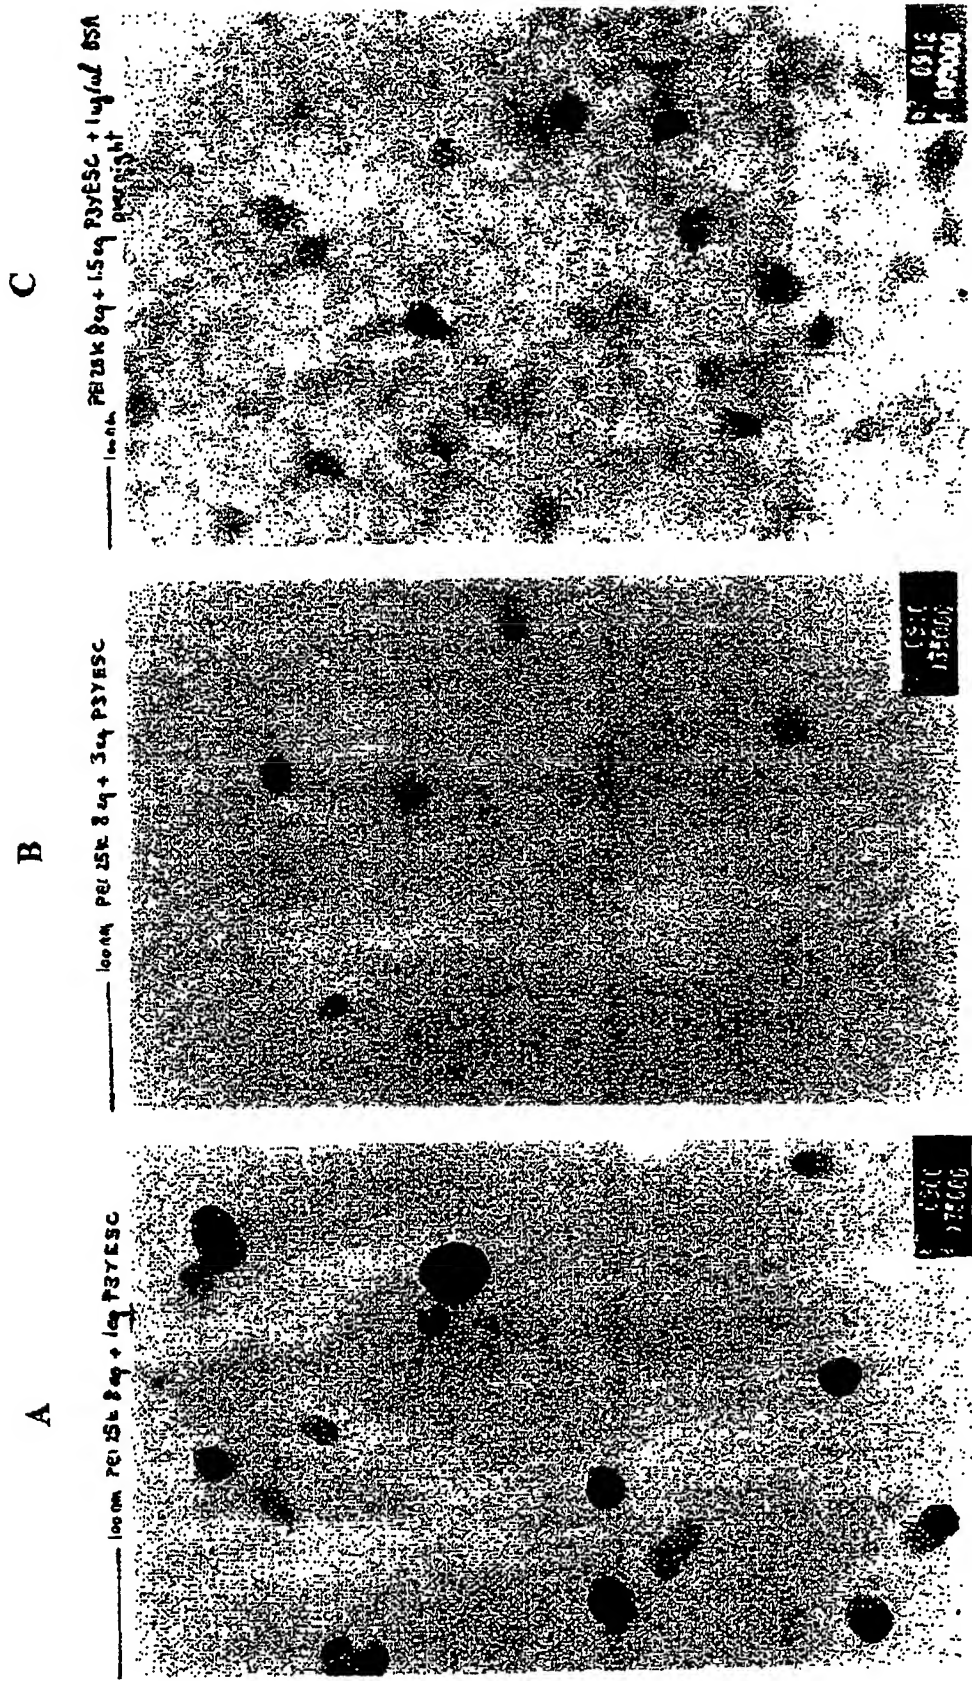 A
100nm PEI 25k 8eq + 1eq P3YESC
B
100nm PEI 25k 8eq + 3eq P3YESC
C
100nm PEI 25k 8eq + 1.5eq P3YESC + 1ug/ul BSA
overnight